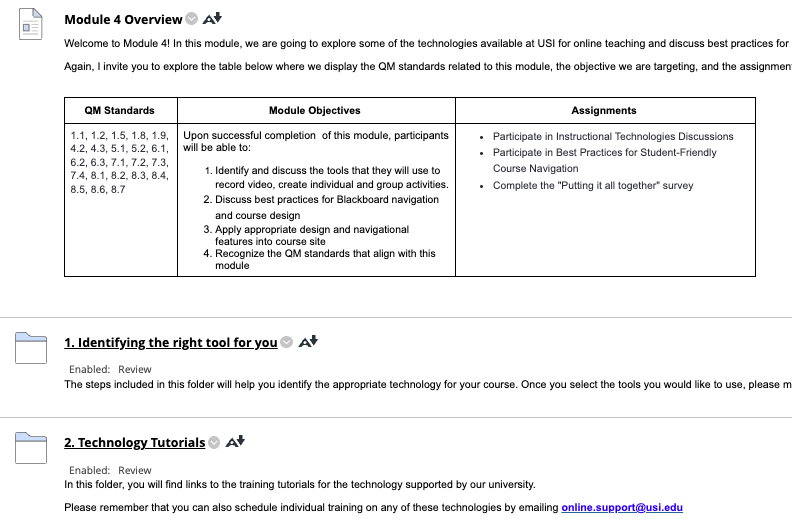 Module 4 Overview
Welcome to Module 4! In this module, we are going to explore some of the technologies available at USI for online teaching and discuss best practices for
Again, I invite you to explore the table below where we display the QM standards related to this module, the objective we are targeting, and the assignmen
QM Standards
Module Objectives
Assignments
1.1, 1.2, 1.5, 1.8, 1.9,
4.2, 4.3, 5.1, 5.2, 6.1,
6.2, 6.3, 7.1, 7.2, 7.3,
7.4, 8.1, 8.2, 8.3, 8.4,
8.5, 8.6, 8.7
Upon successful completion of this module, participants
will be able to:
1. Identify and discuss the tools that they will use to
record video, create individual and group activities.
2. Discuss best practices for Blackboard navigation
and course design
3. Apply appropriate design and navigational
features into course site
4. Recognize the QM standards that align with this
module
• Participate in Instructional Technologies Discussions
• Participate in Best Practices for Student-Friendly
Course Navigation
• Complete the "Putting it all together" survey
1. Identifying the right tool for you
Enabled: Review
The steps included in this folder will help you identify the appropriate technology for your course. Once you select the tools you would like to use, please m
2. Technology Tutorials
Enabled: Review
In this folder, you will find links to the training tutorials for the technology supported by our university.
Please remember that you can also schedule individual training on any of these technologies by emailing online.support@usi.edu